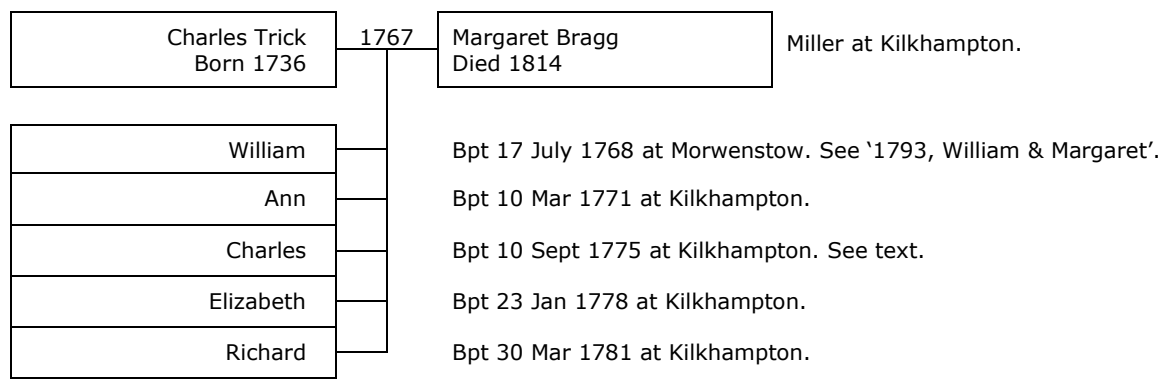 Charles Trick
Born 1736
1767
Margaret Bragg
Died 1814
Miller at Kilkhampton.
William
Bpt 17 July 1768 at Morwenstow. See ‘1793, William & Margaret’.
Ann
Bpt 10 Mar 1771 at Kilkhampton.
Charles
Bpt 10 Sept 1775 at Kilkhampton. See text.
Elizabeth
Bpt 23 Jan 1778 at Kilkhampton.
Richard
Bpt 30 Mar 1781 at Kilkhampton.